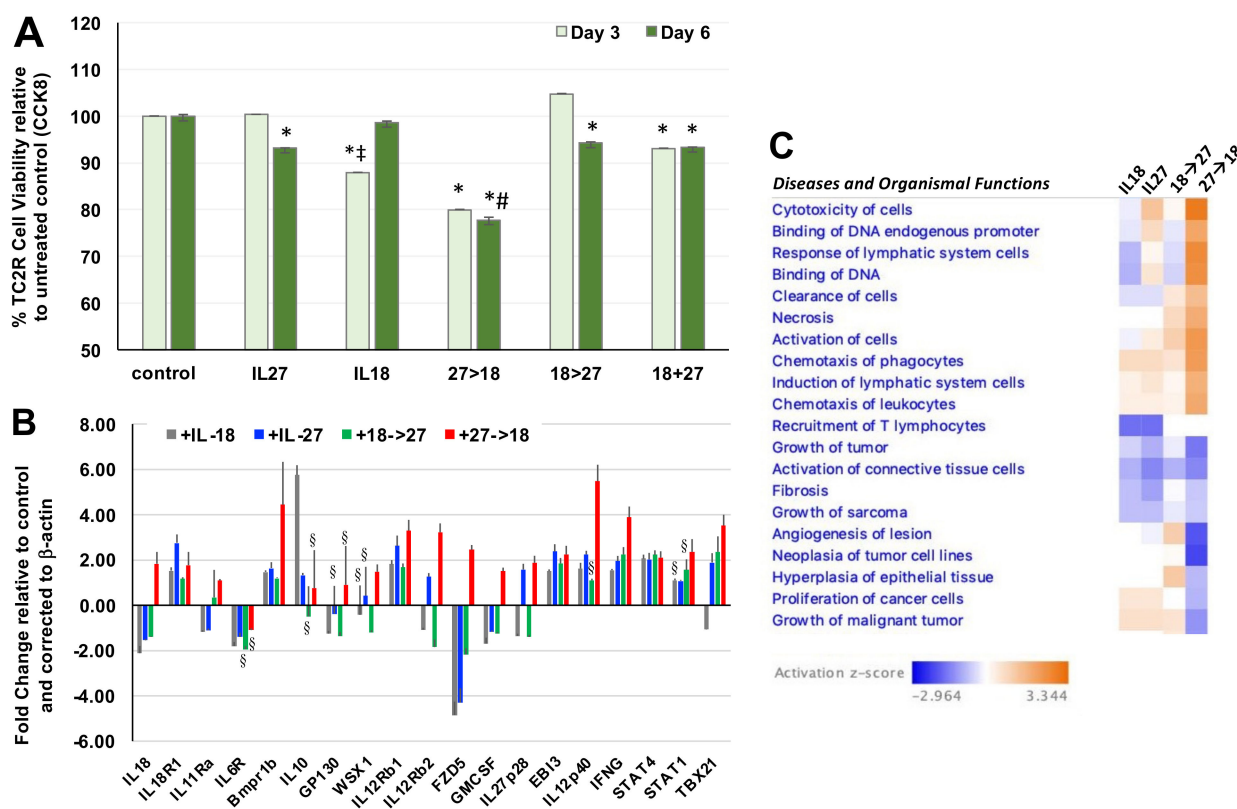 A
% TC2R Cell Viability relative
to untreated control (CCK8)
120
110
100
90
80
70
60
50
Day 3
Day 6
*
*‡
*
*#
*
*
*
control
IL27
IL18
27>18
18>27
18+27
B
Fold Change relative to control
and corrected to β-actin
8.00
6.00
4.00
2.00
0.00
-2.00
-4.00
-6.00
+IL-18
+IL-27
+18->27
+27->18
§
§
§
§
§
§
§
§
§
§
IL18
IL18R1
IL11Ra
IL6R
Bmpr1b
IL10
GP130
WSX1
IL12Rb1
IL12Rb2
FZD5
GMCSF
IL27p28
EBI3
IL12p40
IFNG
STAT4
STAT1
TBX21
C
Diseases and Organismal Functions
IL18
IL27
18→27
27→18
Cytotoxicity of cells
Binding of DNA endogenous promoter
Response of lymphatic system cells
Binding of DNA
Clearance of cells
Necrosis
Activation of cells
Chemotaxis of phagocytes
Induction of lymphatic system cells
Chemotaxis of leukocytes
Recruitment of T lymphocytes
Growth of tumor
Activation of connective tissue cells
Fibrosis
Growth of sarcoma
Angiogenesis of lesion
Neoplasia of tumor cell lines
Hyperplasia of epithelial tissue
Proliferation of cancer cells
Growth of malignant tumor
Activation z-score
-2.964
3.344